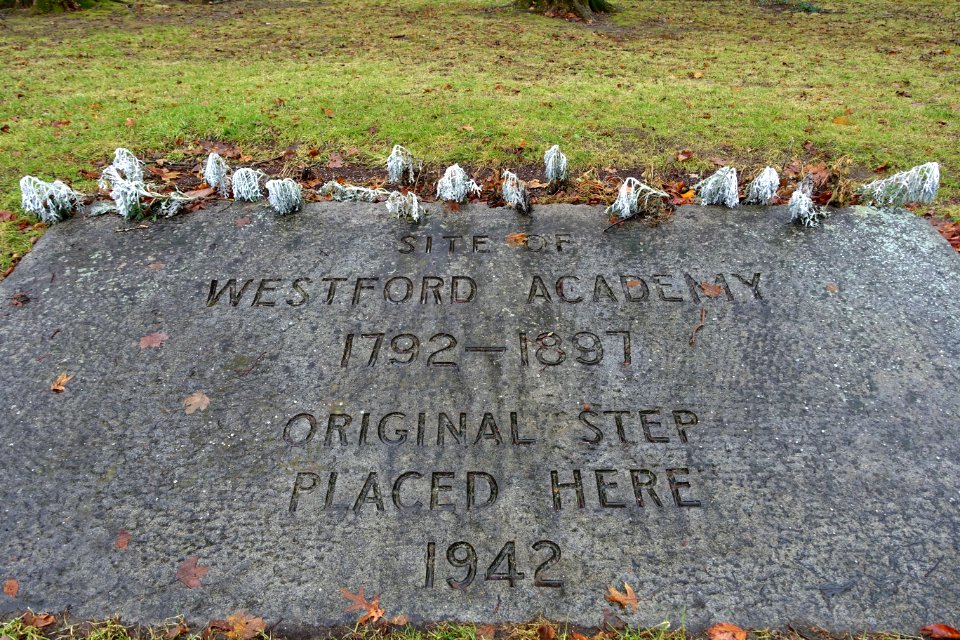 SITE OF
WESTFORD ACADEMY
1792—1897
ORIGINAL STEP
PLACED HERE
1942